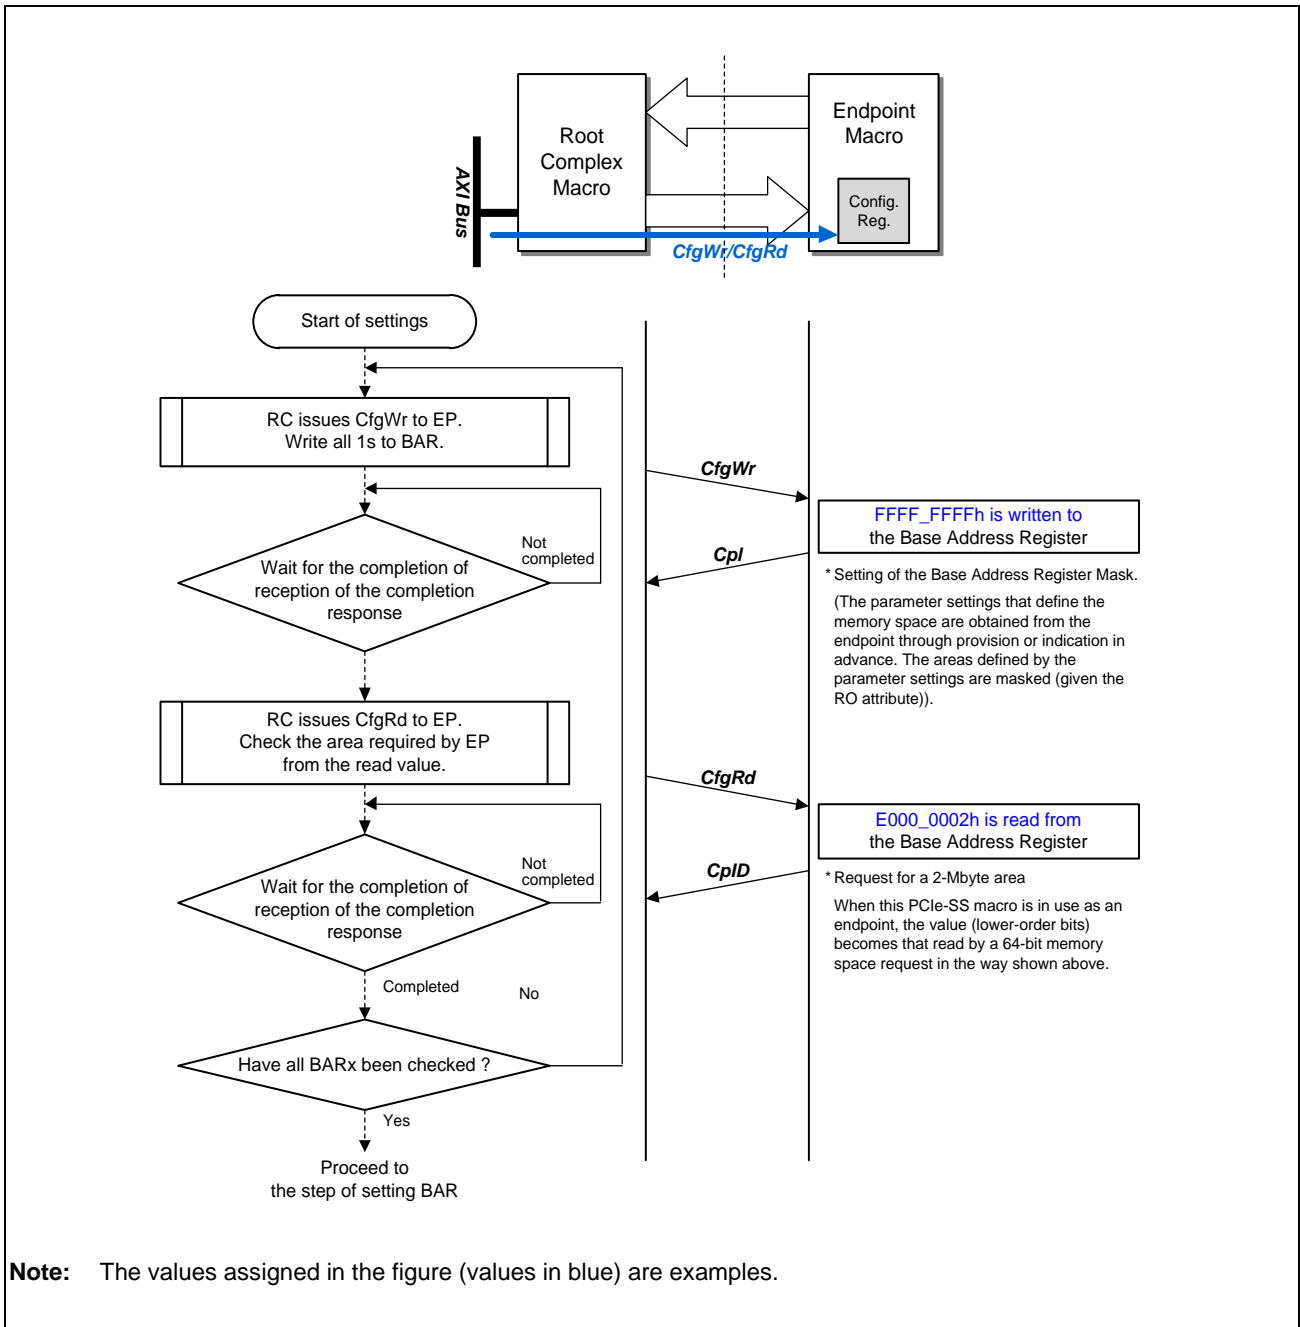 Root
Complex
Macro
Endpoint
Macro
Config.
Reg.
AXI Bus
CfgWr/CfgRd
Start of settings
RC issues CfgWr to EP.
Write all 1s to BAR.
CfgWr
FFFF_FFFFh is written to
the Base Address Register
Not
completed
Wait for the completion of
reception of the completion
response
Cpl
* Setting of the Base Address Register Mask.
(The parameter settings that define the
memory space are obtained from the
endpoint through provision or indication in
advance. The areas defined by the
parameter settings are masked (given the
RO attribute)).
RC issues CfgRd to EP.
Check the area required by EP
from the read value.
CfgRd
E000_0002h is read from
the Base Address Register
Not
completed
Wait for the completion of
reception of the completion
response
CplD
* Request for a 2-Mbyte area
When this PCIe-SS macro is in use as an
endpoint, the value (lower-order bits)
becomes that read by a 64-bit memory
space request in the way shown above.
Completed
No
Have all BARx been checked ?
Yes
Proceed to
the step of setting BAR
Note: The values assigned in the figure (values in blue) are examples.